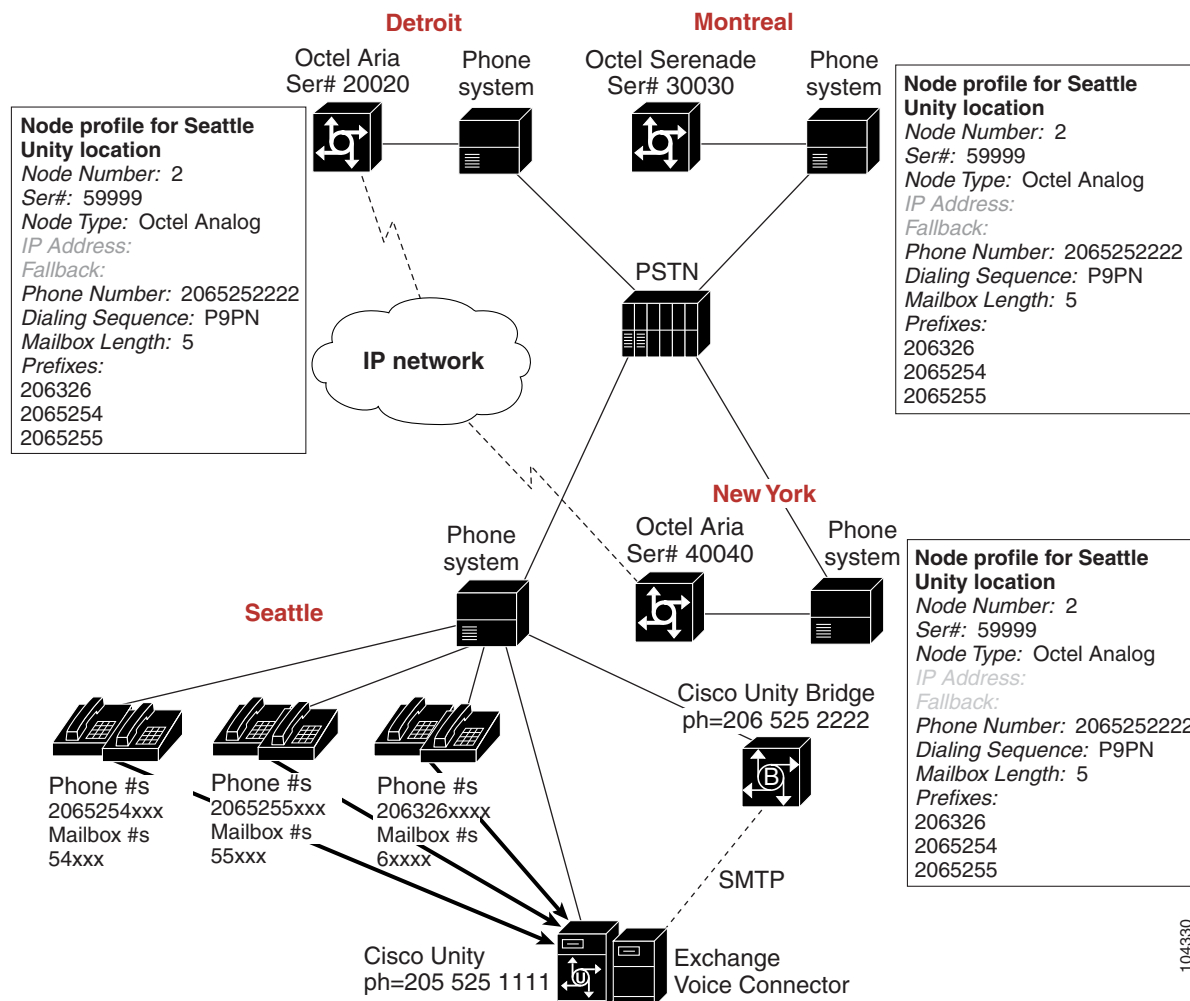 Detroit
Montreal
Octel Aria
Ser# 20020
Phone
system
Octel Serenade
Ser# 30030
Phone
system
Node profile for Seattle
Unity location
Node Number: 2
Ser#: 59999
Node Type: Octel Analog
IP Address:
Fallback:
Phone Number: 2065252222
Dialing Sequence: P9PN
Mailbox Length: 5
Prefixes:
206326
2065254
2065255
Node profile for Seattle
Unity location
Node Number: 2
Ser#: 59999
Node Type: Octel Analog
IP Address:
Fallback:
Phone Number: 2065252222
Dialing Sequence: P9PN
Mailbox Length: 5
Prefixes:
206326
2065254
2065255
PSTN
IP network
New York
Octel Aria
Ser# 40040
Phone
system
Phone
system
Seattle
Node profile for Seattle
Unity location
Node Number: 2
Ser#: 59999
Node Type: Octel Analog
IP Address:
Fallback:
Phone Number: 2065252222
Dialing Sequence: P9PN
Mailbox Length: 5
Prefixes:
206326
2065254
2065255
Cisco Unity Bridge
ph=206 525 2222
B
Phone #s
2065254xxx
Mailbox #s
54xxx
Phone #s
2065255xxx
Mailbox #s
55xxx
Phone #s
206326xxxx
Mailbox #s
6xxxx
SMTP
Cisco Unity
ph=205 525 1111
U
Exchange
Voice Connector
104330